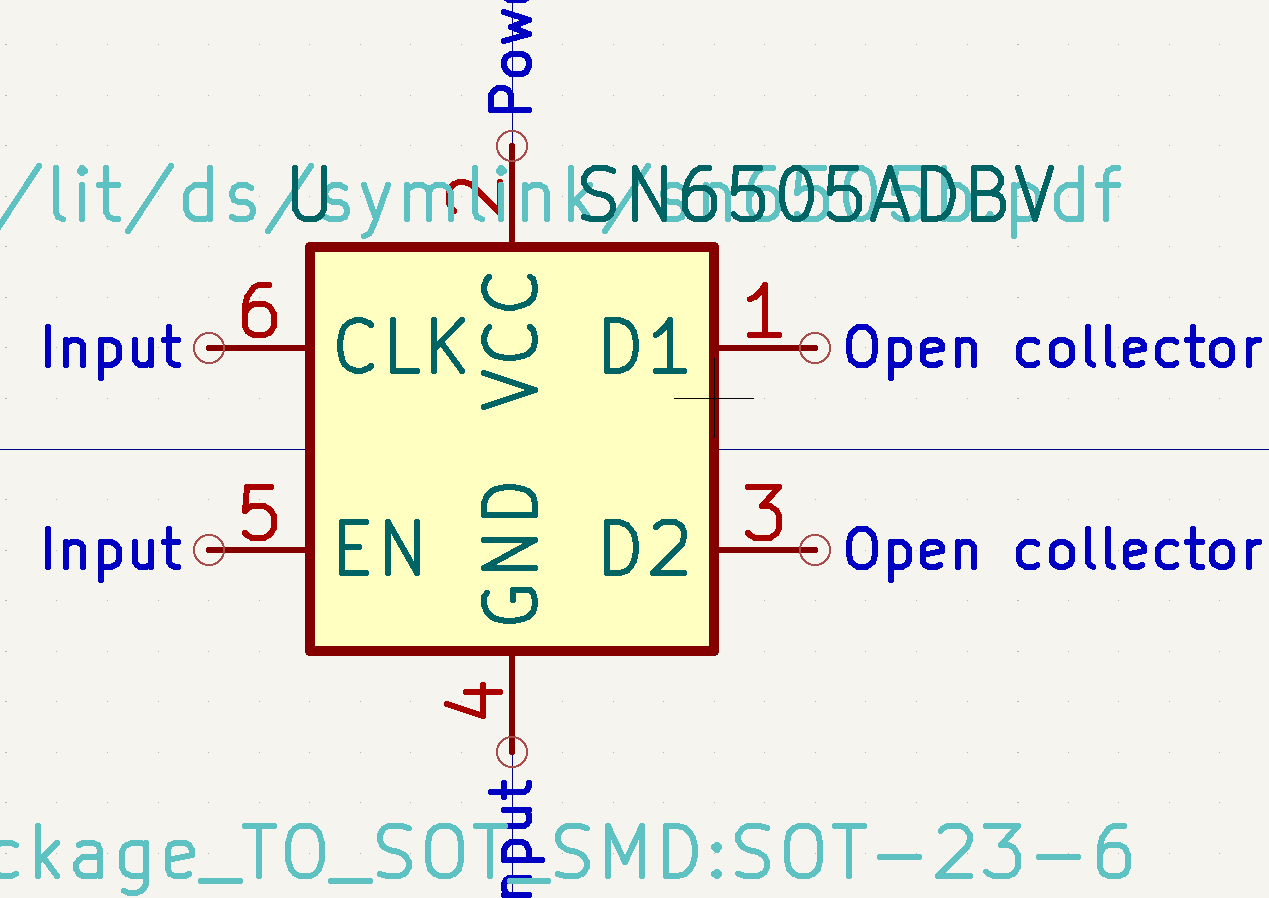 Powe
/lit/ds/symlink/sn6505b.pdf
U
SN6505ADBV
2
6
1
Input
CLK
VCC
D1
Open collector
5
3
Input
EN
GND
D2
Open collector
4
nput
ckage_TO_SOT_SMD:SOT-23-6